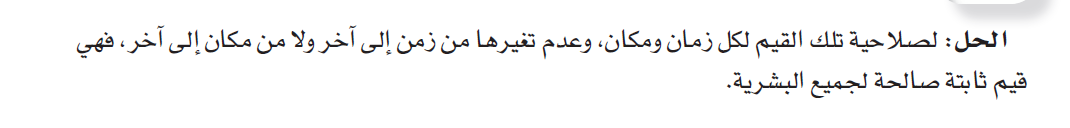 الحل: لصلاحية تلك القيم لكل زمان ومكان، وعدم تغيرها من زمن إلى آخر ولا من مكان إلى آخر، فهي
قيم ثابتة صالحة لجميع البشرية.